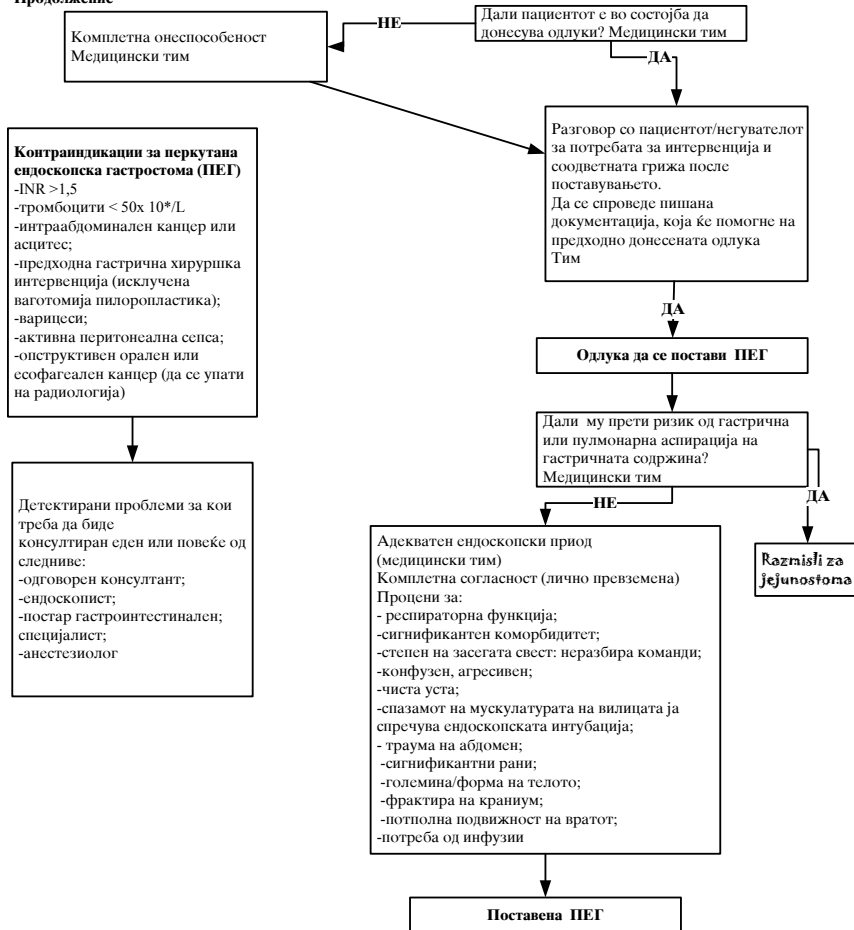 Продолжение
Дали пациентот е во состојба да
донесува одлуки? Медицински тим
НЕ
Комплетна онеспособеност
Медицински тим
ДА
Разговор со пациентот/негувателот
за потребата за интервенција и
соодветната грижа после
поставувањето.
Да се спроведе пишана
документација, која ќе помогне на
предходно донесената одлука
Тим
Контраиндикации за перкутана
ендоскопска гастростома (ПЕГ)
-INR >1,5
-тромбоцити < 50x 10*/L
-интраабдоминален канцер или
асцитес;
-предходна гастрична хируршка
интервенција (исклучена
ваготомија пилоропластика);
-варицеси;
-активна перитонеална сепса;
-опструктивен орален или
есофагеален канцер (да се упати
на радиологија)
ДА
Одлука да се постави ПЕГ
Дали му прети ризик од гастрична
или пулмонарна аспирација на
гастричната содржина?
Медицински тим
НЕ
ДА
Razmisli za
jejunostoma
Детектирани проблеми за кои
треба да биде
консултиран еден или повеќе од
следниве:
-одговорен консултант;
-ендоскопист;
-постар гастроинтестинален;
специјалист;
-анестезиолог
Адекватен ендоскопски приод
(медицински тим)
Комплетна согласност (лично превземена)
Процени за:
- респираторна функција;
-сигнификантен коморбидитет;
-степен на засегата свест: неразбира команди;
-конфузен, агресивен;
-чиста уста;
-спазамот на мускулатурата на вилицата ја
спречува ендоскопската интубација;
- траума на абдомен;
-сигнификантни рани;
-големина/форма на телото;
-фрактира на краниум;
-потполна подвижност на вратот;
-потреба од инфузии
Поставена ПЕГ